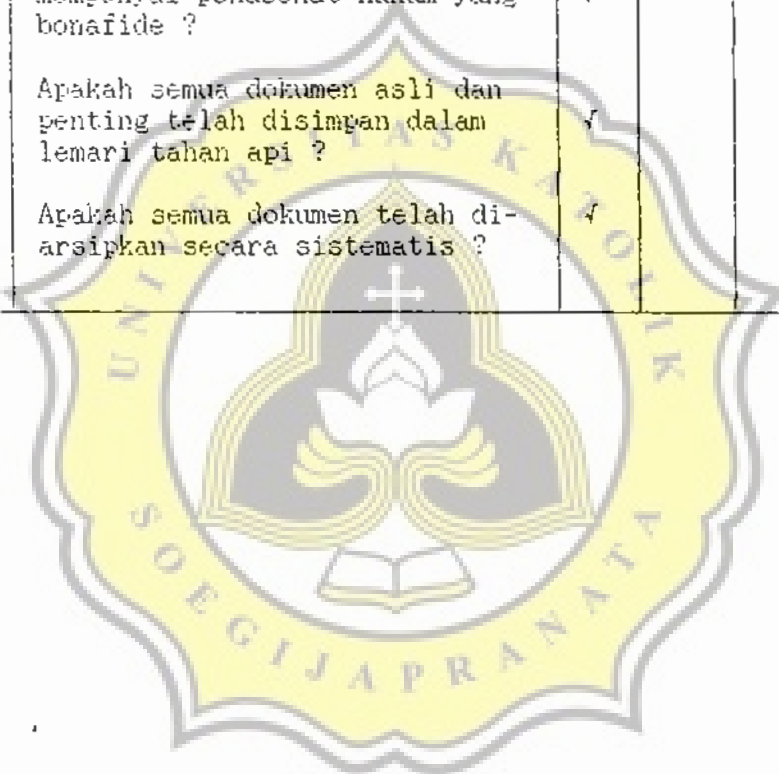 bonafide ?
Apakah semua dokumen asli dan
penting telah disimpan dalam
lemari tahan api ?
√
Apakah semua dokumen telah di-
arsipkan secara sistematis ?
√
UNIVERSITAS KATOLIK
SOEGIJAPRANATA